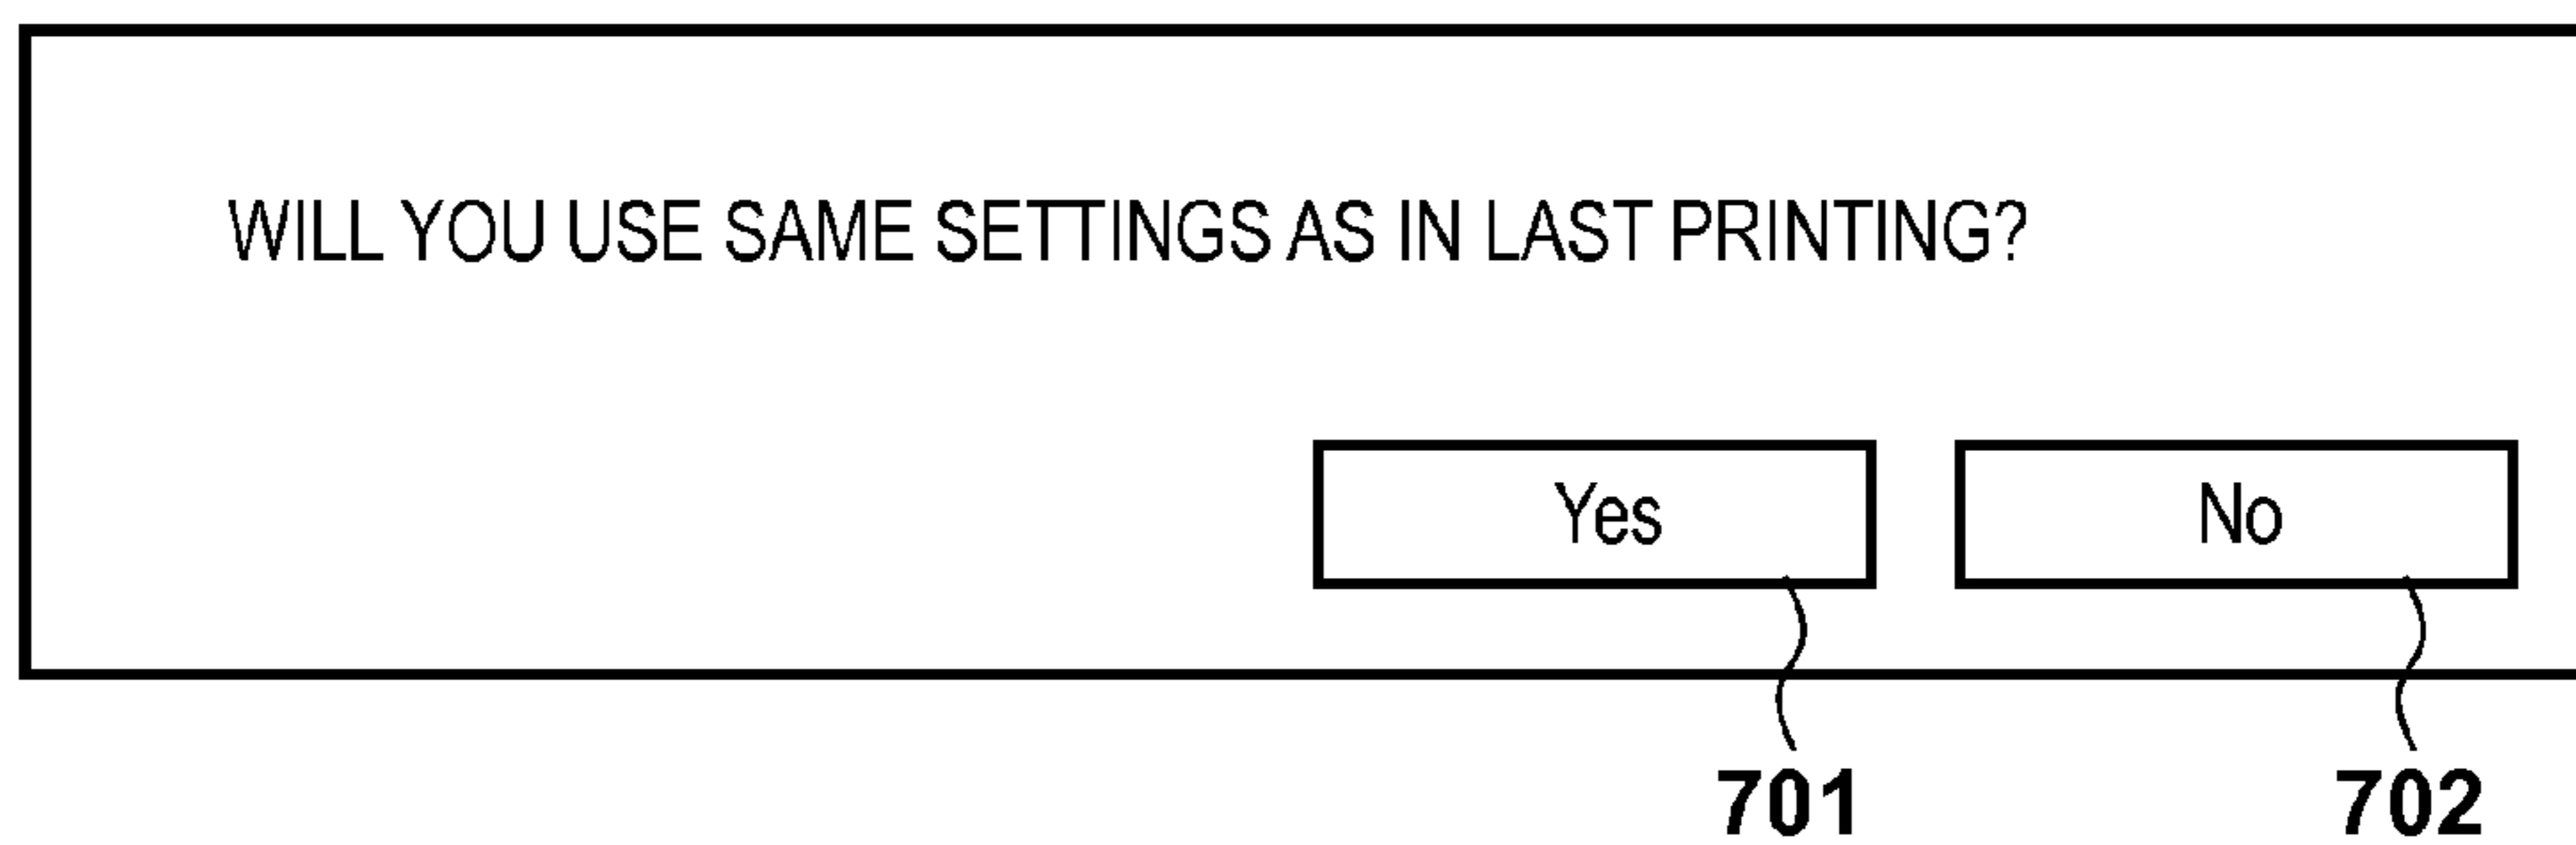 WILL YOU USE SAME SETTINGS AS IN LAST PRINTING?
Yes No
701 702